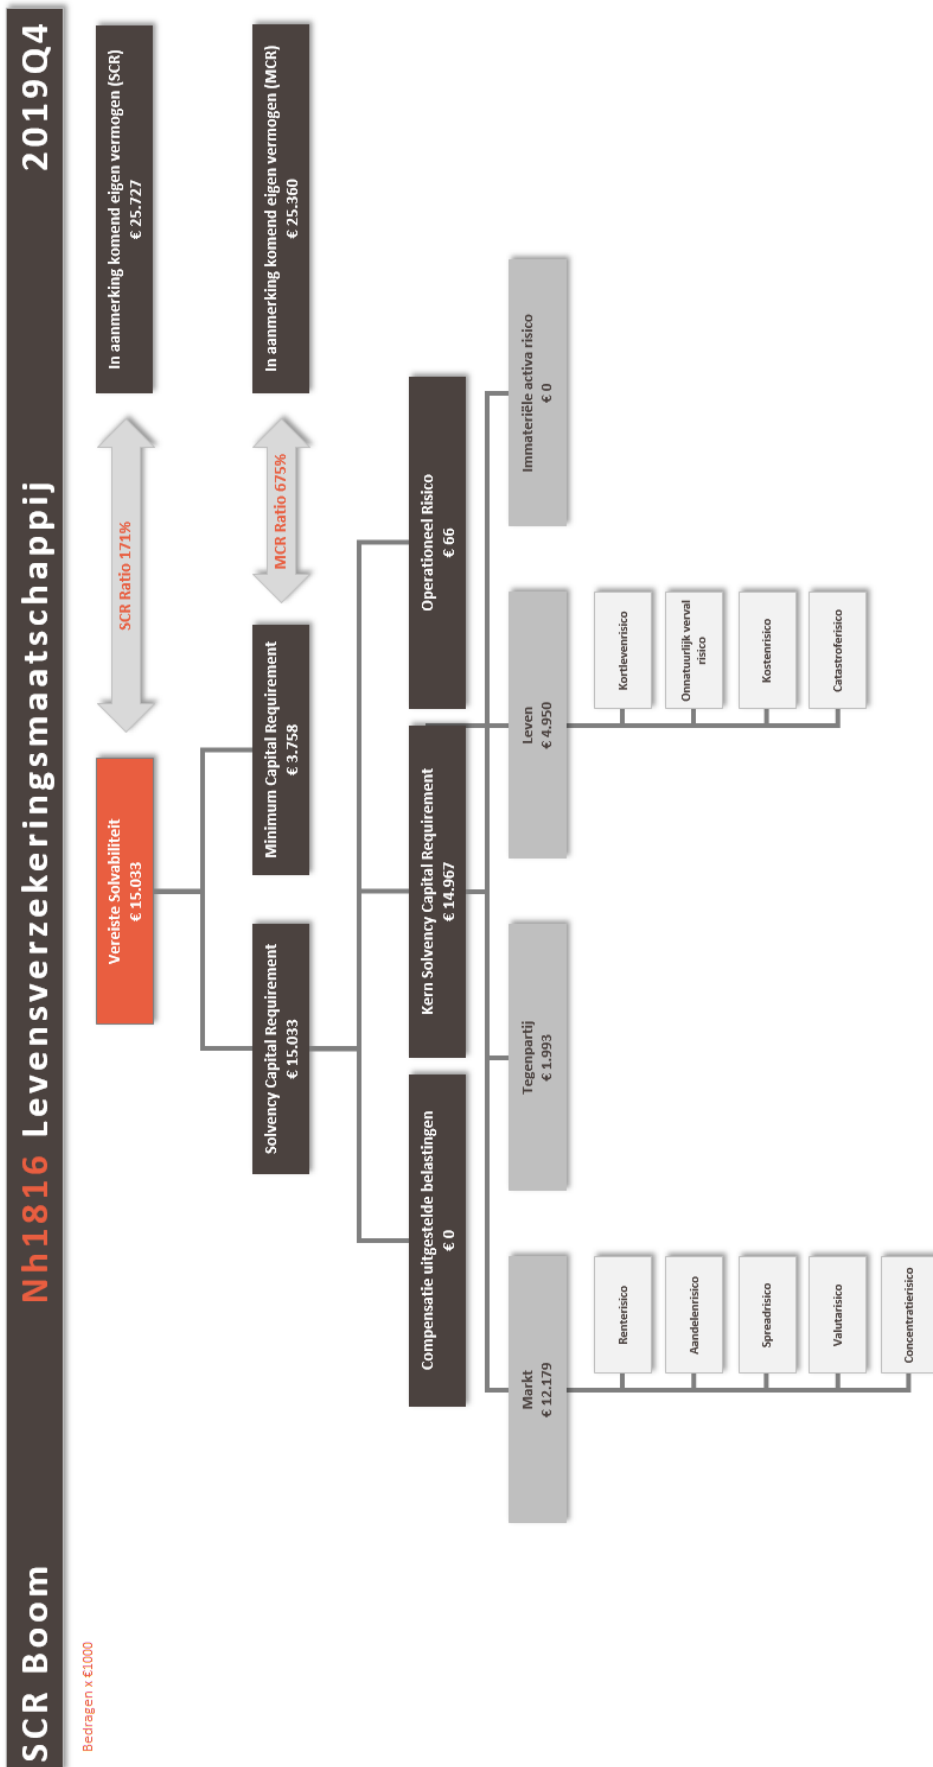 SCR Boom Nh1816 Levensverzekeringsmaatschappij 2019Q4
Bedragen x €1000
Vereiste Solvabiliteit
€ 15.033
SCR Ratio 171%
In aanmerking komend eigen vermogen (SCR)
€ 25.727
Solvency Capital Requirement
€ 15.033
Minimum Capital Requirement
€ 3.758
MCR Ratio 675%
In aanmerking komend eigen vermogen (MCR)
€ 25.360
Compensatie uitgestelde belastingen
€ 0
Kern Solvency Capital Requirement
€ 14.967
Operationeel Risico
€ 66
Markt
€ 12.179
Tegenpartij
€ 1.993
Leven
€ 4.950
Immateriële activa risico
€ 0
Renterisico
Aandelenrisico
Spreadrisico
Valutarisico
Concentratierisico
Kortlevenrisico
Onnatuurlijk verval
risico
Kostenrisico
Catastroferisico